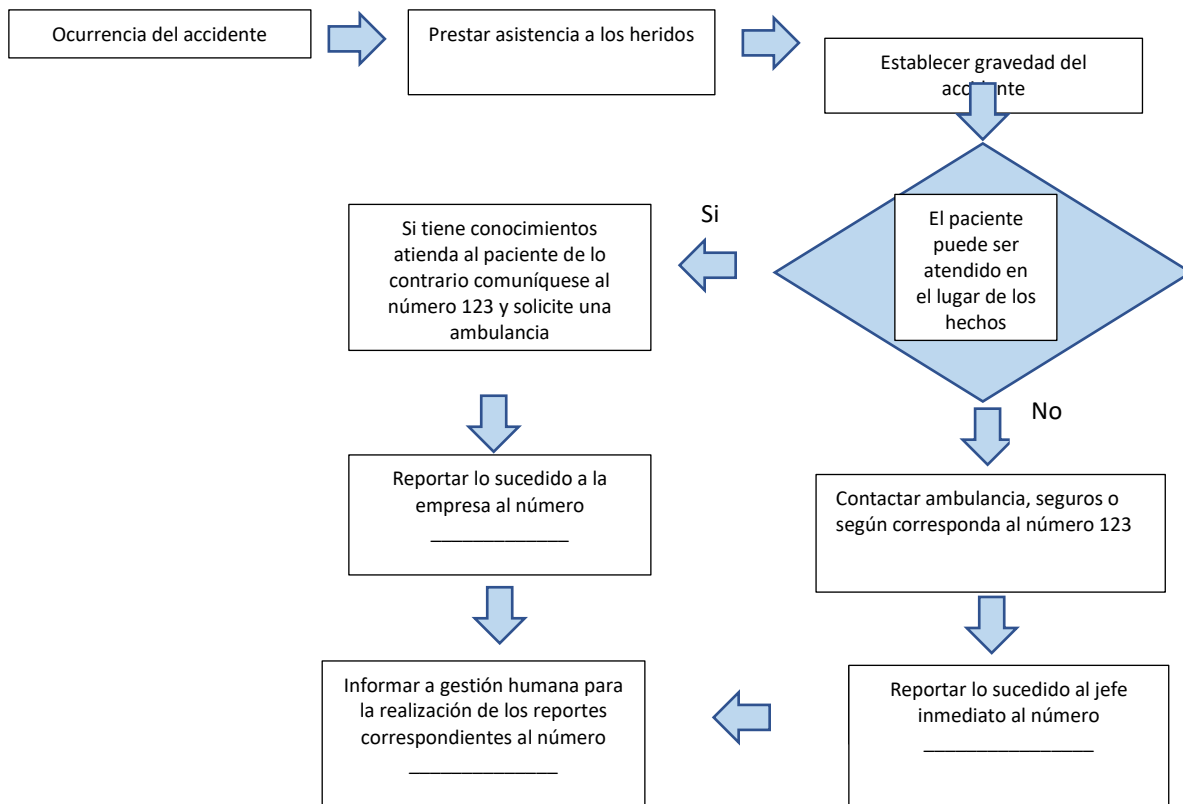 Ocurrencia del accidente
Prestar asistencia a los heridos
Establecer gravedad del
accidente
El paciente
puede ser
atendido en
el lugar de los
hechos
Si
Si tiene conocimientos
atienda al paciente de lo
contrario comuníquese al
número 123 y solicite una
ambulancia
Reportar lo sucedido a la
empresa al número
_____________
No
Contactar ambulancia, seguros o
según corresponda al número 123
Reportar lo sucedido al jefe
inmediato al número
________________
Informar a gestión humana para
la realización de los reportes
correspondientes al número
______________